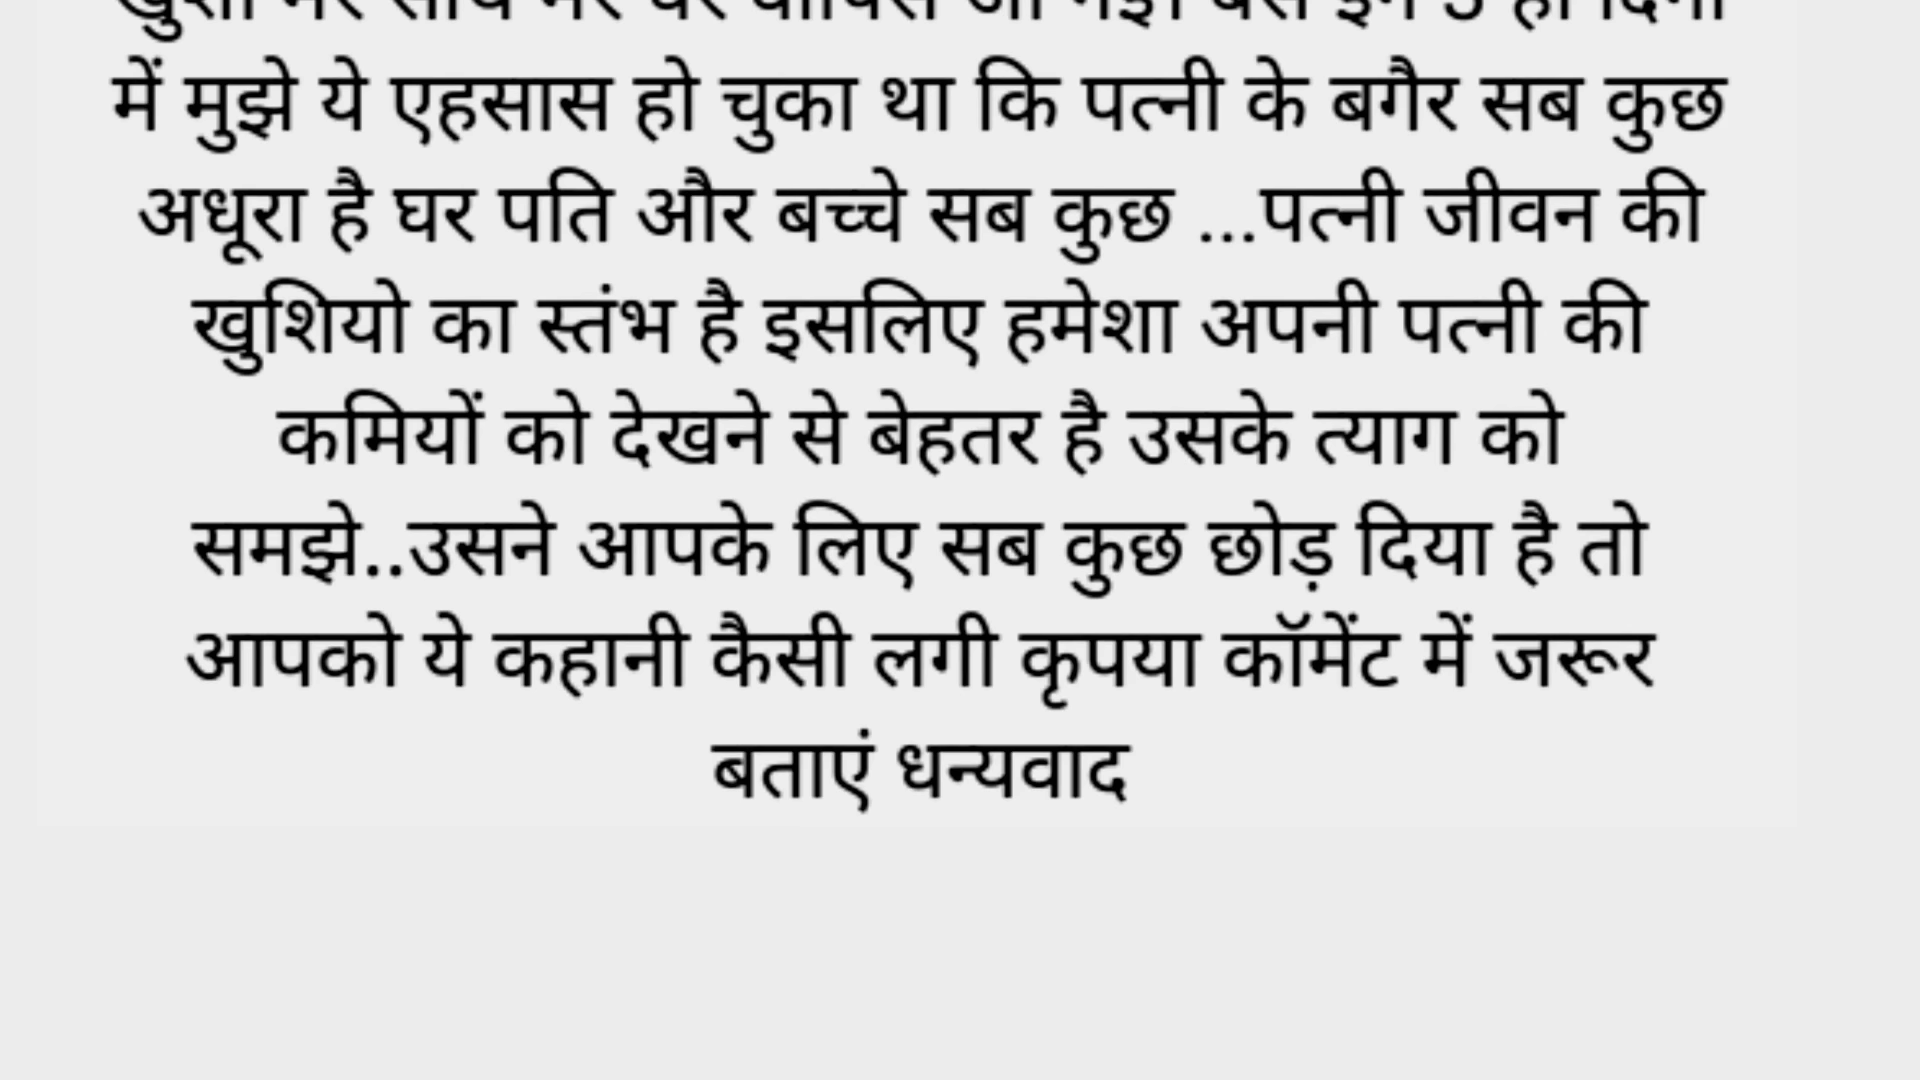 में मुझे ये एहसास हो चुका था कि पत्नी के बगैर सब कुछ
अधूरा है घर पति और बच्चे सब कुछ ...पत्नी जीवन की
खुशियो का स्तंभ है इसलिए हमेशा अपनी पत्नी की
कमियों को देखने से बेहतर है उसके त्याग को
समझे..उसने आपके लिए सब कुछ छोड़ दिया है तो
आपको ये कहानी कैसी लगी कृपया कॉमेंट में जरूर
बताएं धन्यवाद